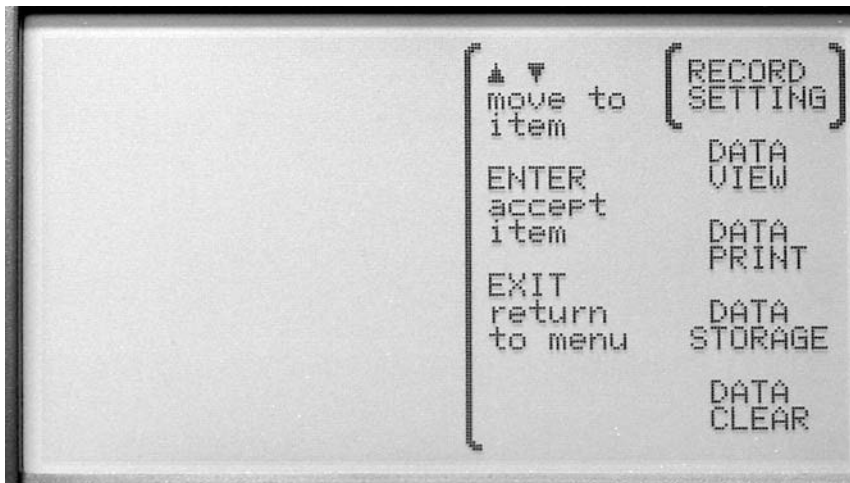 ▲ ▼
move to
item
ENTER
accept
item
EXIT
return
to menu
RECORD
SETTING
DATA
VIEW
DATA
PRINT
DATA
STORAGE
DATA
CLEAR